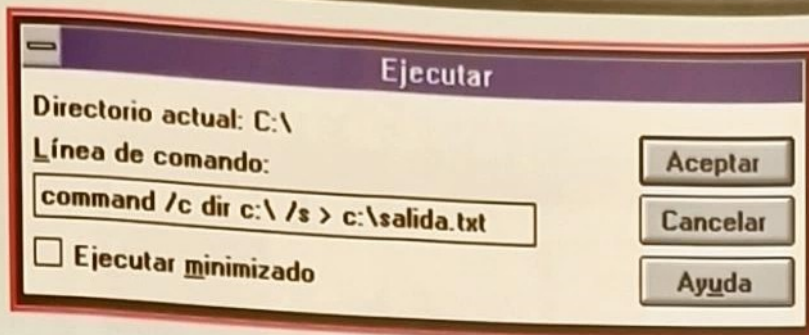 Ejecutar
Directorio actual: C:\
Línea de comando:
command /c dir c:\ /s > c:\salida.txt
Ejecutar minimizado
Aceptar
Cancelar
Ayuda